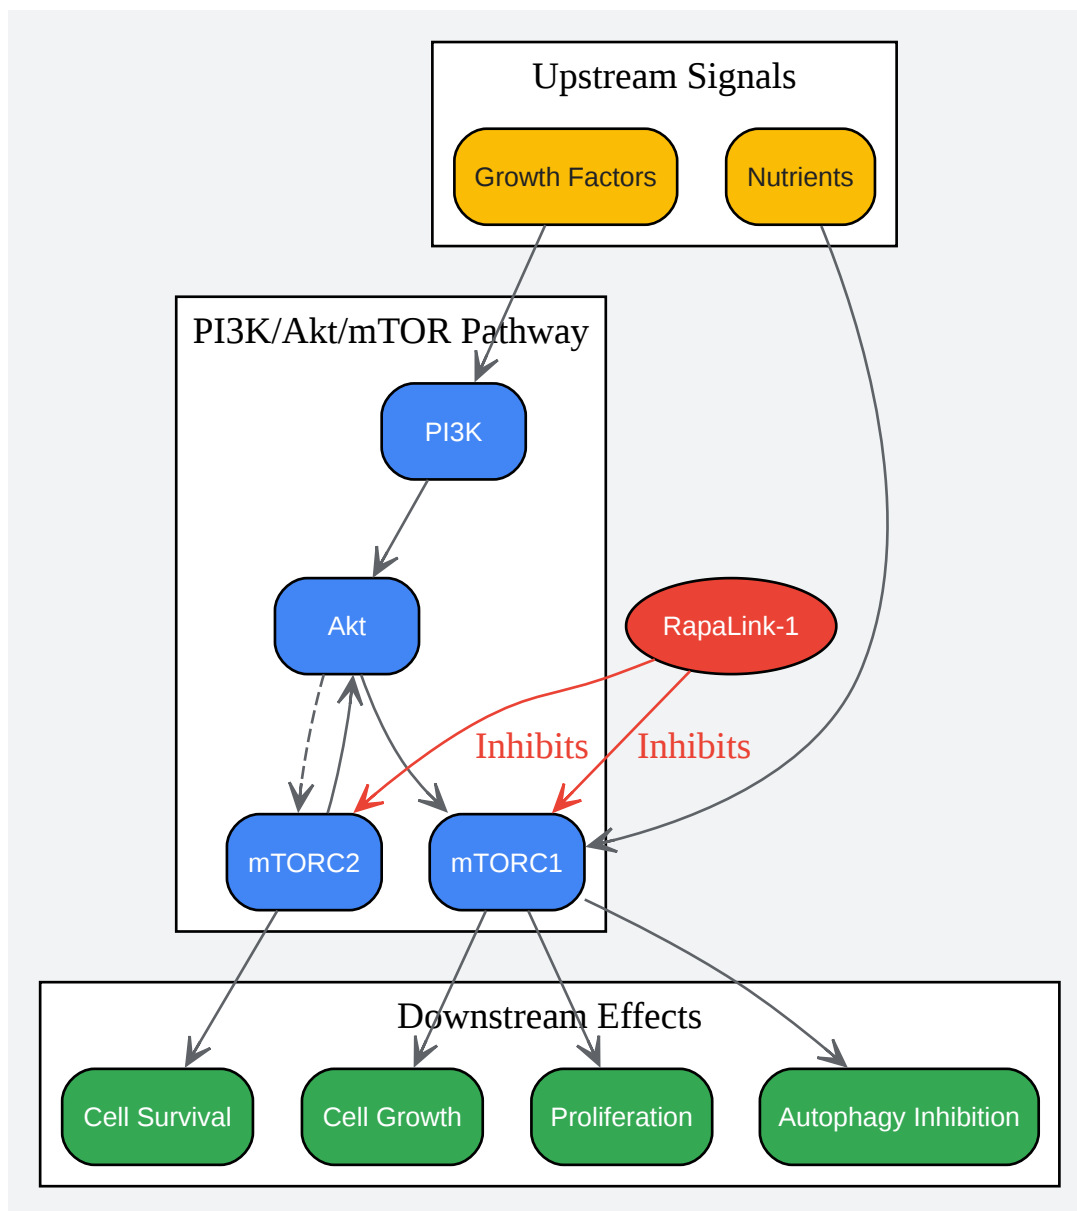 Upstream Signals
Growth Factors
Nutrients
PI3K/Akt/mTOR Pathway
PI3K
Akt
RapaLink-1
Inhibits
Inhibits
mTORC2
mTORC1
Downstream Effects
Cell Survival
Cell Growth
Proliferation
Autophagy Inhibition